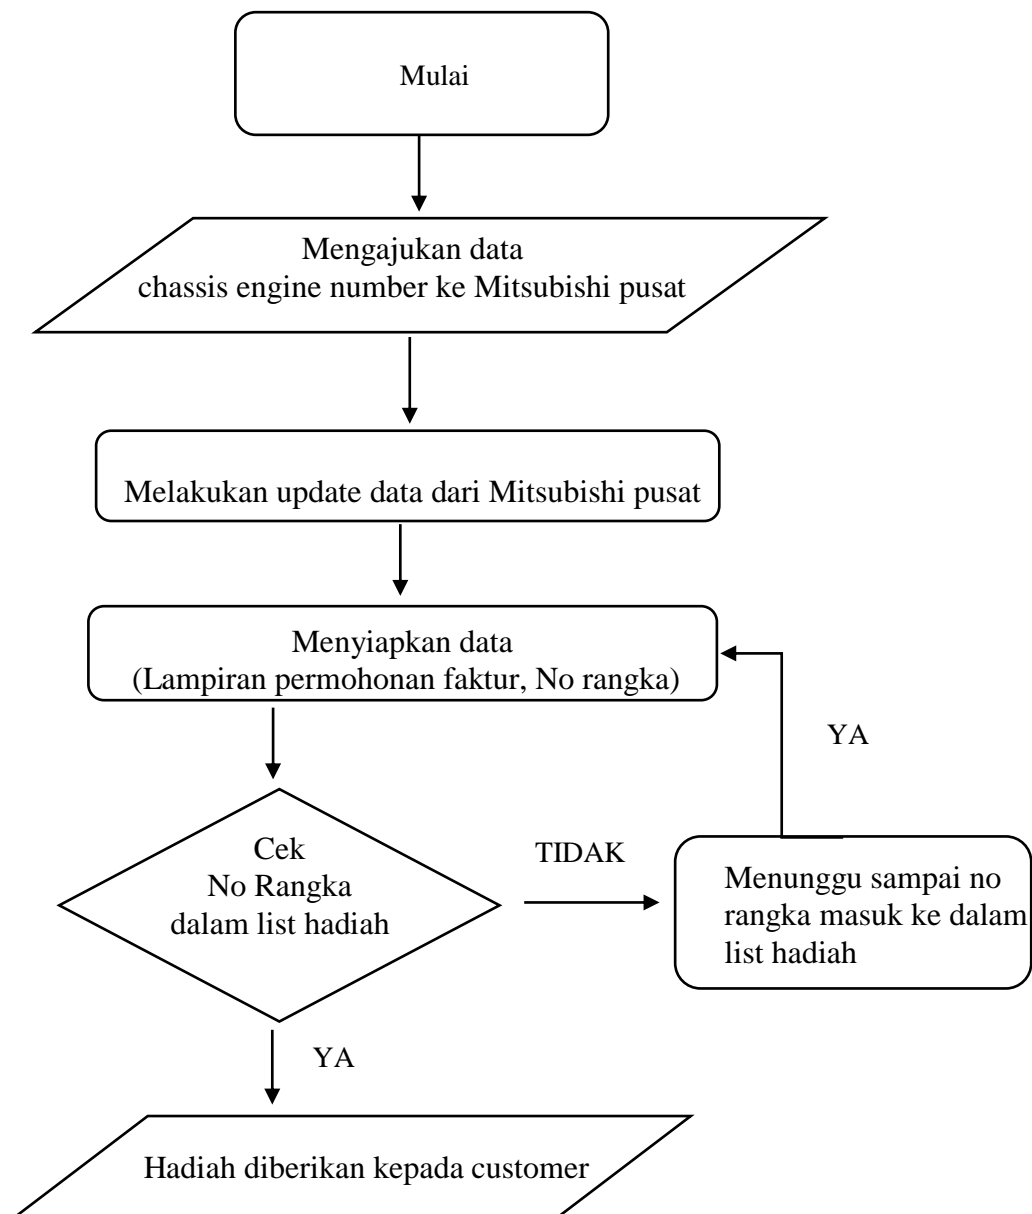 Mulai
Mengajukan data
chassis engine number ke Mitsubishi pusat
Melakukan update data dari Mitsubishi pusat
Menyiapkan data
(Lampiran permohonan faktur, No rangka)
YA
Cek
No Rangka
dalam list hadiah
TIDAK
Menunggu sampai no
rangka masuk ke dalam
list hadiah
YA
Hadiah diberikan kepada customer